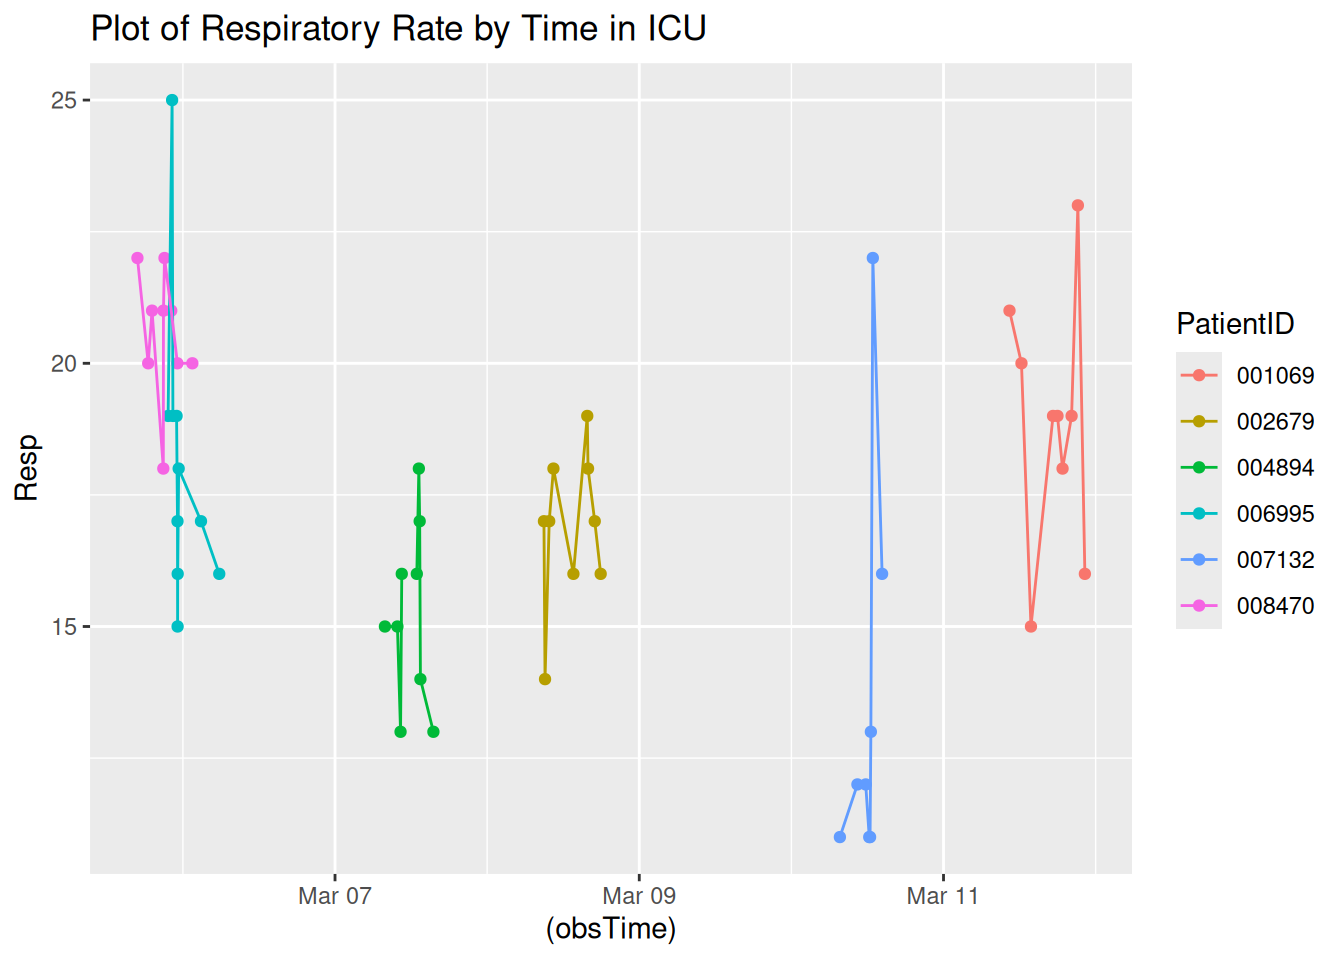 Plot of Respiratory Rate by Time in ICU
25
20
15
Resp
Mar 07
Mar 09
Mar 11
(obsTime)
PatientID
001069
002679
004894
006995
007132
008470